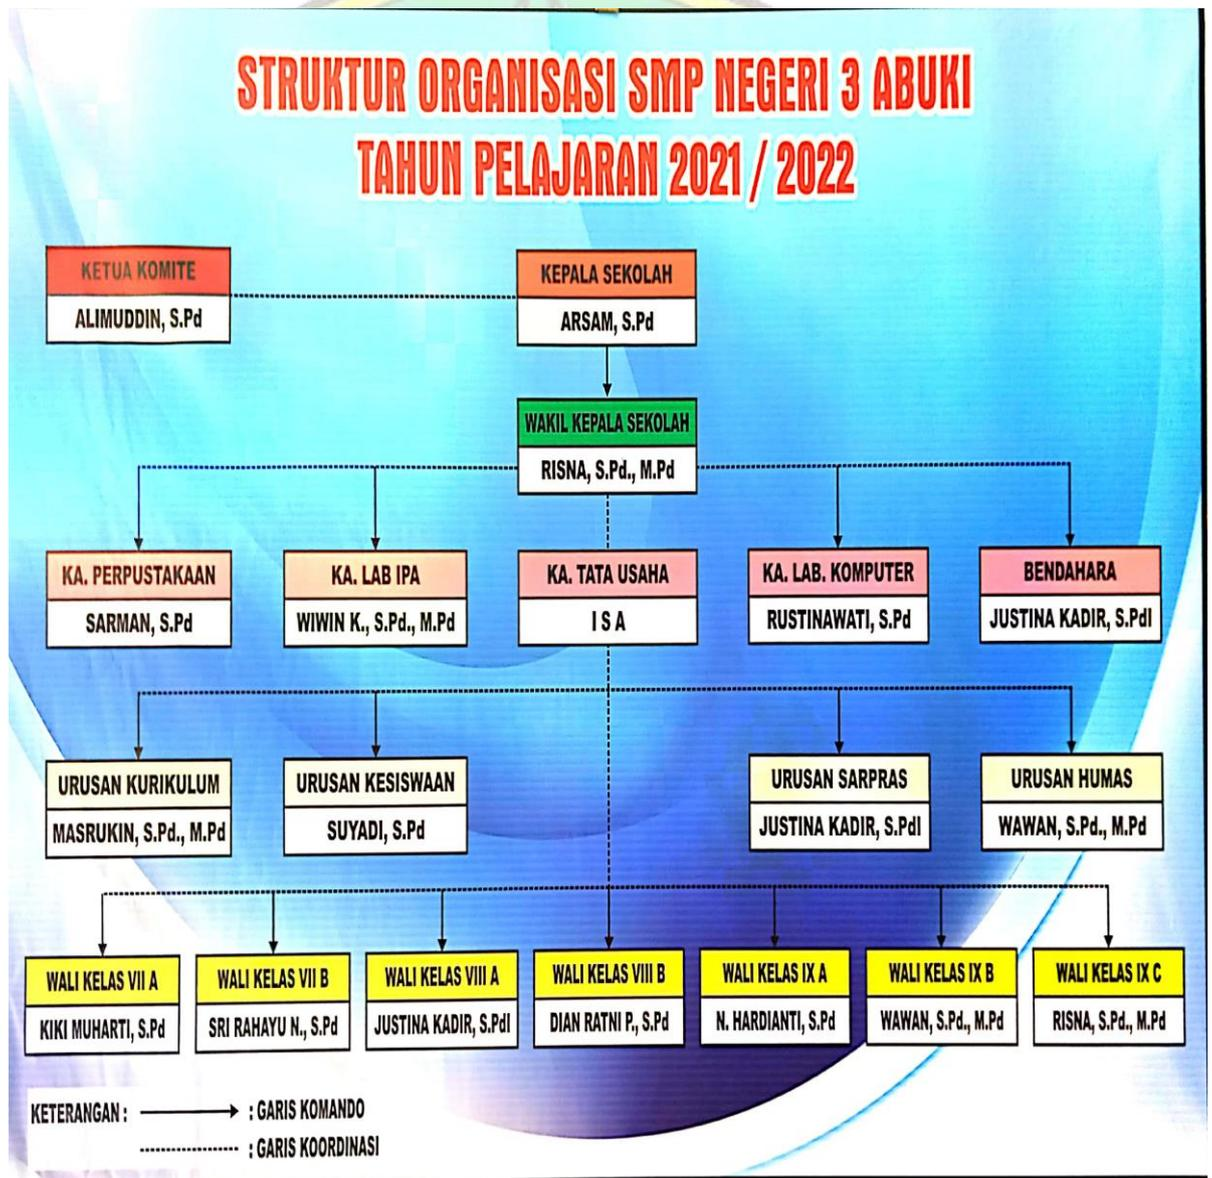 STRUKTUR ORGANISASI SMP NEGERI 3 ABUKI
TAHUN PELAJARAN 2021 / 2022
KETUA KOMITE
ALIMUDDIN, S.Pd
KEPALA SEKOLAH
ARSAM, S.Pd
WAKIL KEPALA SEKOLAH
RISNA, S.Pd., M.Pd
KA. PERPUSTAKAAN
SARMAN, S.Pd
KA. LAB IPA
WIWIN K., S.Pd., M.Pd
KA. TATA USAHA
I S A
KA. LAB. KOMPUTER
RUSTINAWATI, S.Pd
BENDAHARA
JUSTINA KADIR, S.PdI
URUSAN KURIKULUM
MASRUKIN, S.Pd., M.Pd
URUSAN KESISWAAN
SUYADI, S.Pd
URUSAN SARPRAS
JUSTINA KADIR, S.PdI
URUSAN HUMAS
WAWAN, S.Pd., M.Pd
WALI KELAS VII A
KIKI MUHARTI, S.Pd
WALI KELAS VII B
SRI RAHAYU N., S.Pd
WALI KELAS VIII A
JUSTINA KADIR, S.PdI
WALI KELAS VIII B
DIAN RATNI P., S.Pd
WALI KELAS IX A
N. HARDIANTI, S.Pd
WALI KELAS IX B
WAWAN, S.Pd., M.Pd
WALI KELAS IX C
RISNA, S.Pd., M.Pd
KETERANGAN : : GARIS KOMANDO
: GARIS KOORDINASI